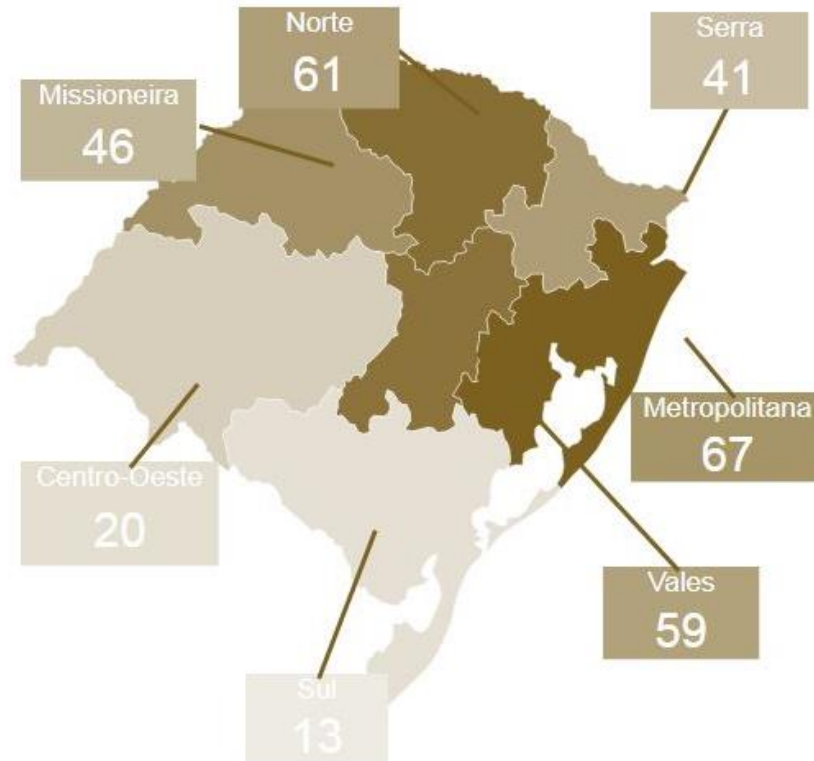 Norte
61
Serra
41
Missioneira
46
Metropolitana
67
Centro-Oeste
20
Vales
59
Sul
13